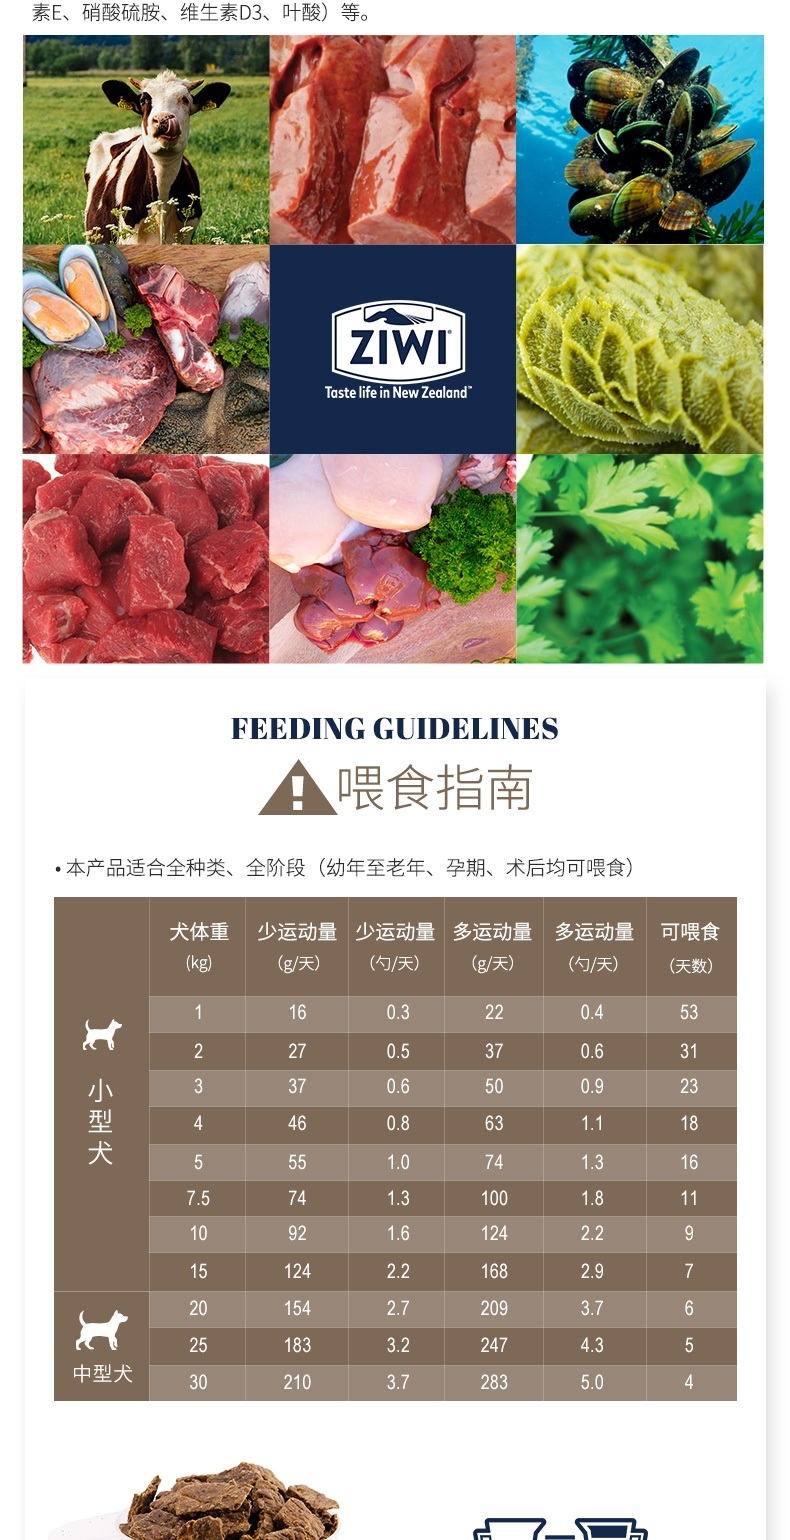 素E、硝酸硫胺、维生素D3、叶酸）等。
ZIWI®
Taste life in New Zealand™
FEEDING GUIDELINES
喂食指南
• 本产品适合全种类、全阶段（幼年至老年、孕期、术后均可喂食）
犬体重 少运动量 少运动量 多运动量 多运动量 可喂食
(kg) （g/天） （勺/天） （g/天） （勺/天） （天数）
1 16 0.3 22 0.4 53
2 27 0.5 37 0.6 31
3 37 0.6 50 0.9 23
小型犬
4 46 0.8 63 1.1 18
5 55 1.0 74 1.3 16
7.5 74 1.3 100 1.8 11
10 92 1.6 124 2.2 9
15 124 2.2 168 2.9 7
20 154 2.7 209 3.7 6
25 183 3.2 247 4.3 5
中型犬
30 210 3.7 283 5.0 4